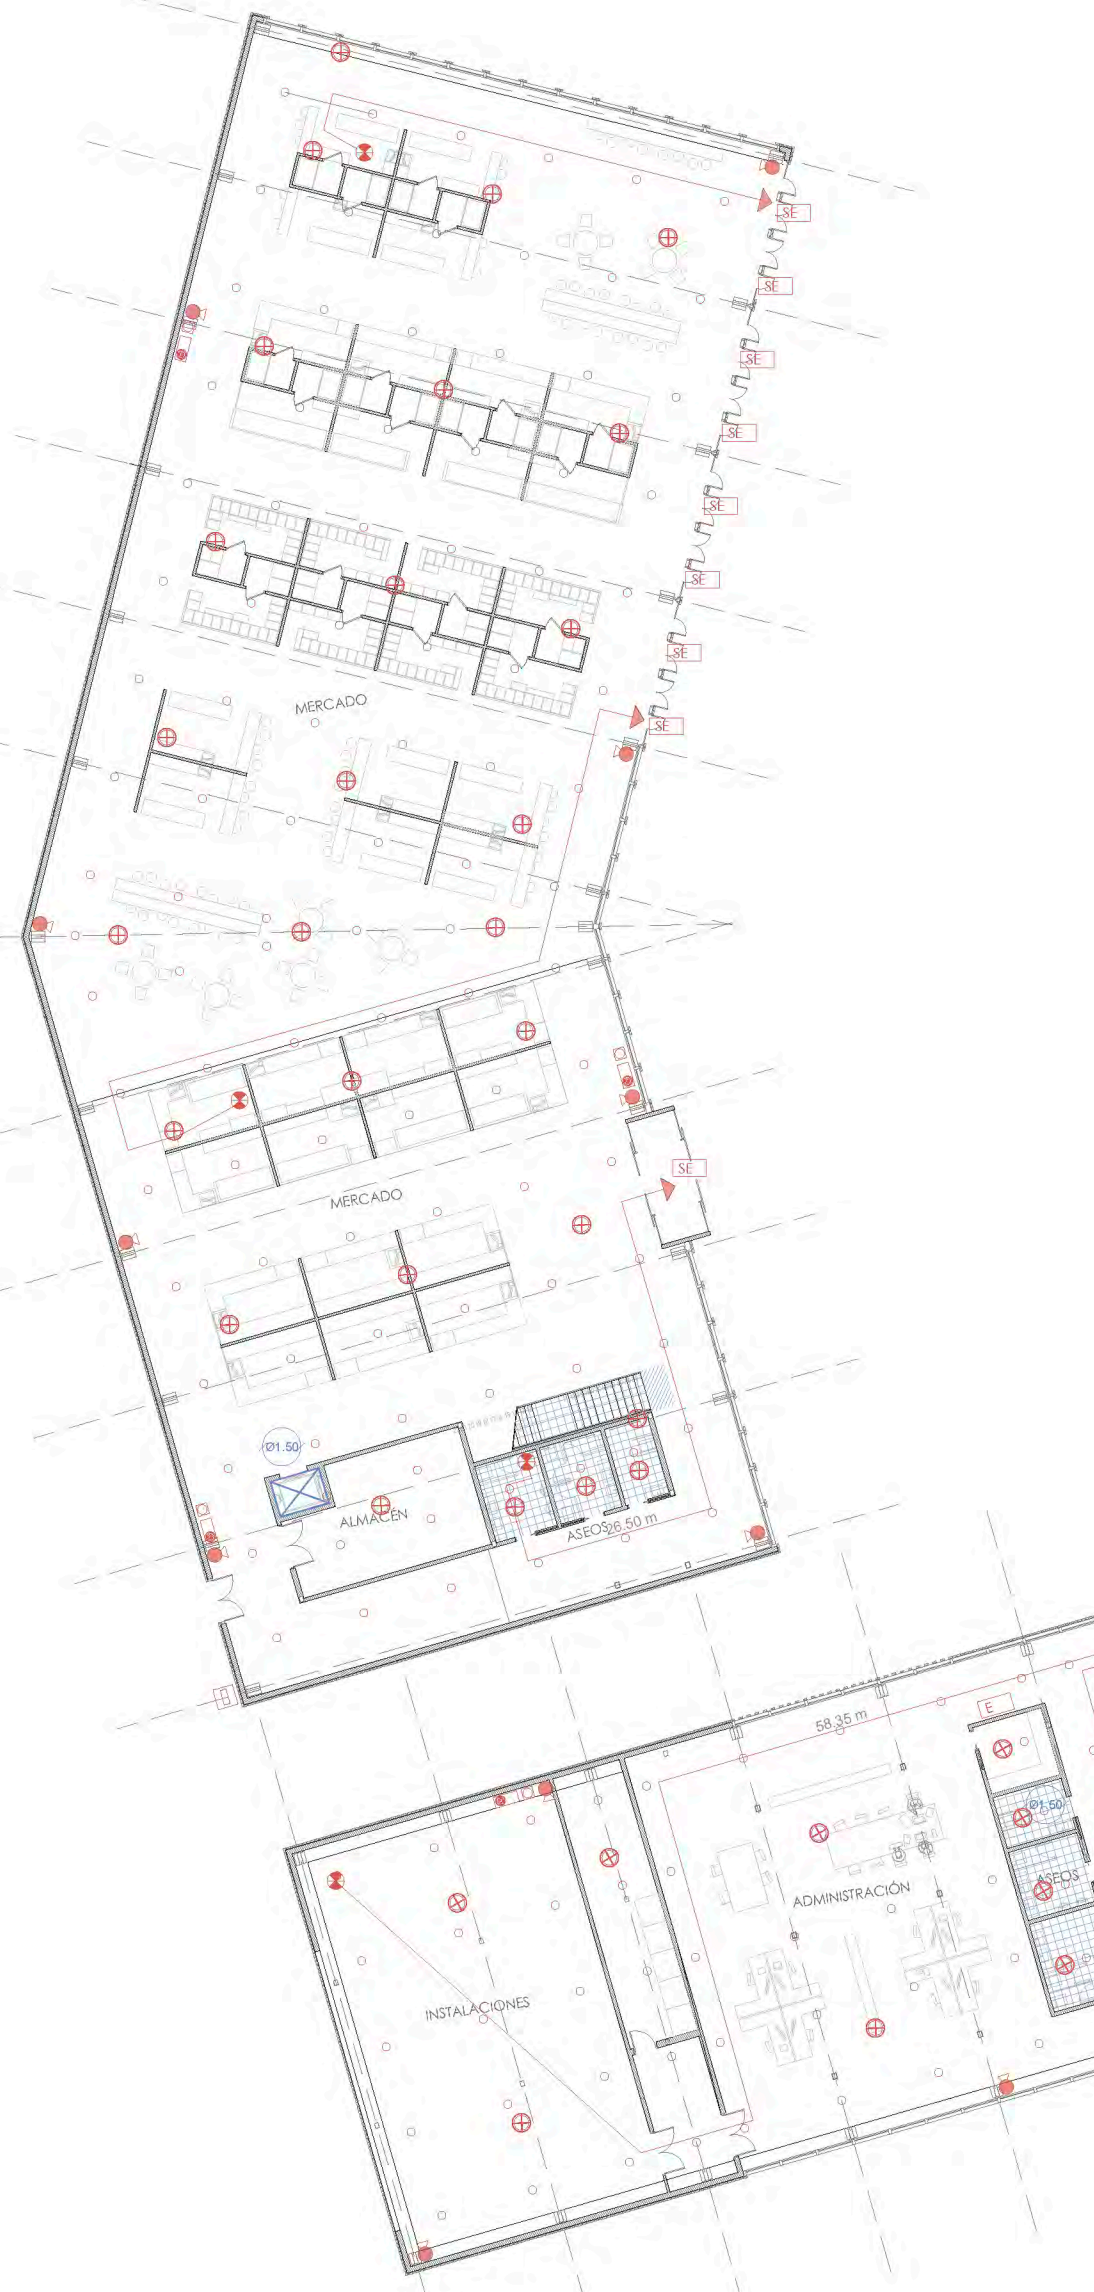 SE
SE
SE
SE
SE
SE
SE
MERCADO
SE
SE
MERCADO
Ø1.50
ALMACÉN
ASEOS
26.50 m
E
58.35 m
Ø1.50
ASEOS
ADMINISTRACIÓN
INSTALACIONES